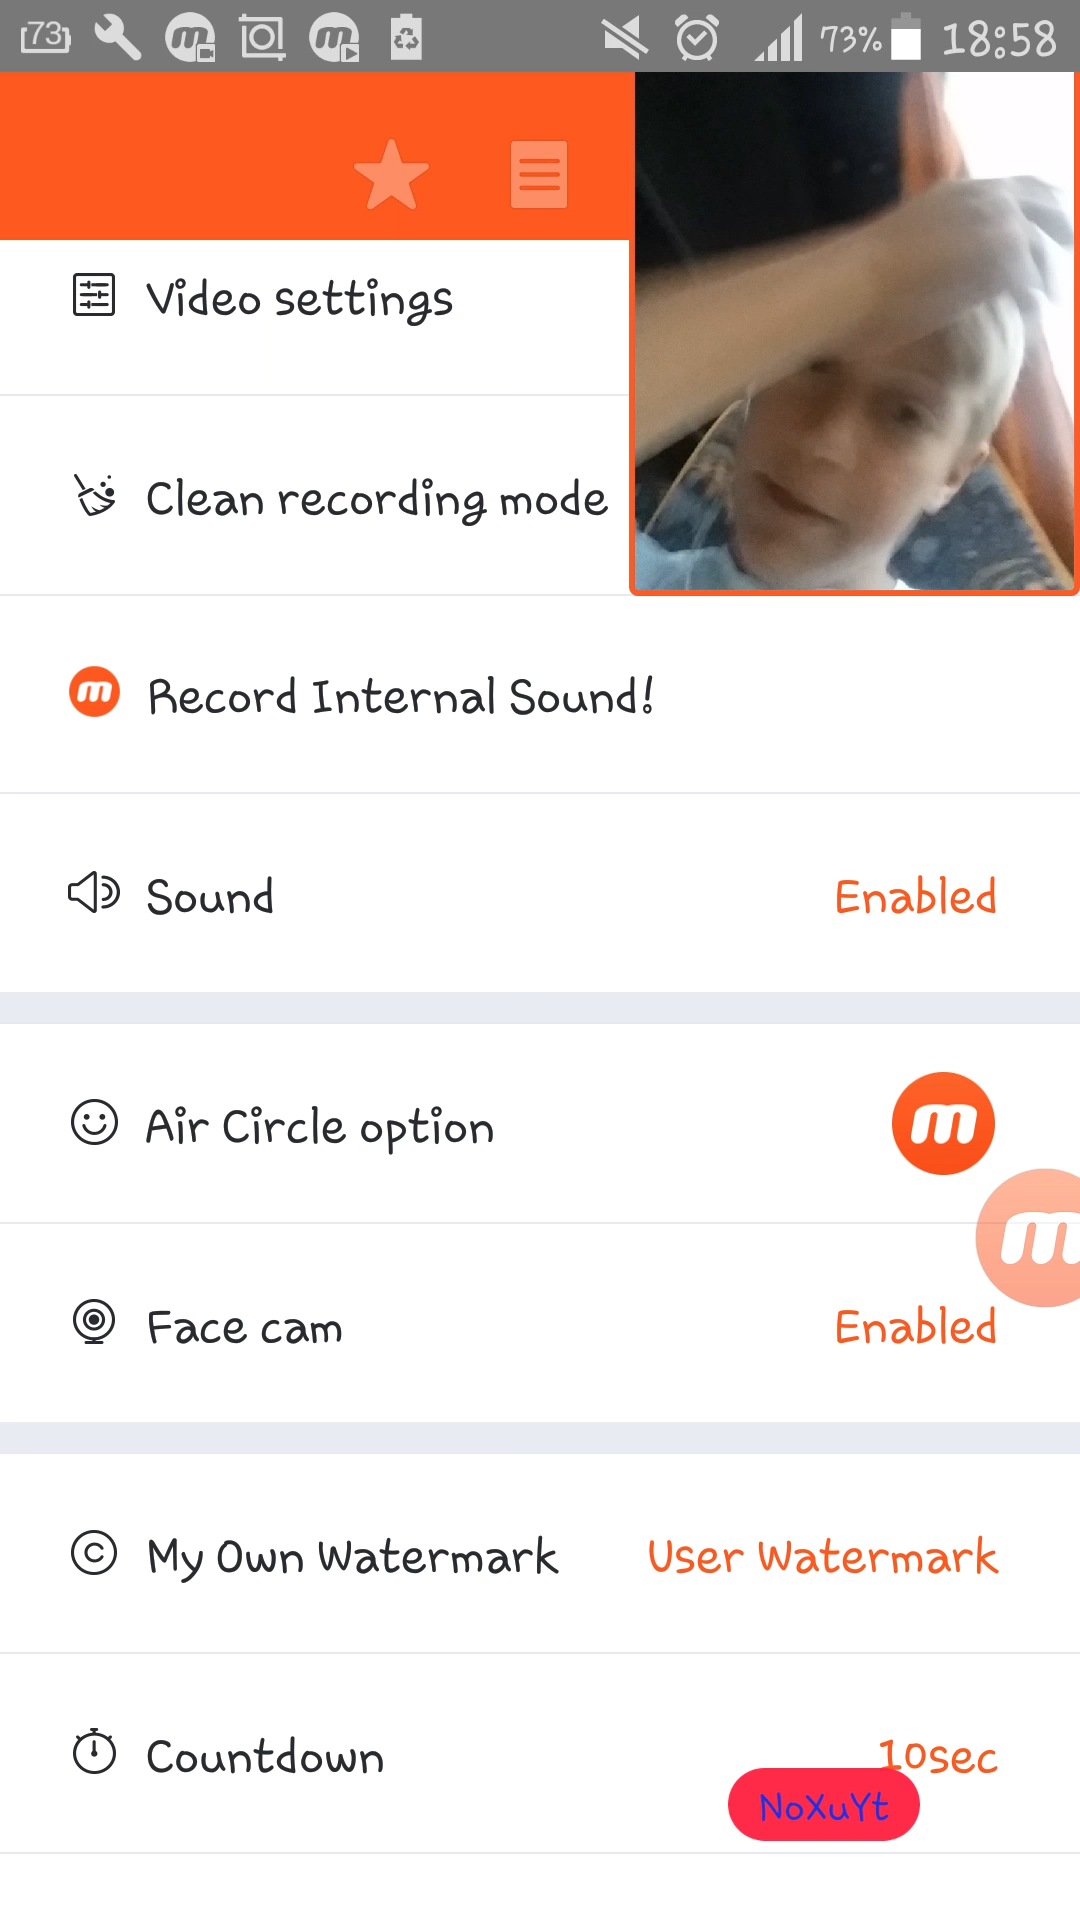 73 73% 18:58
Video settings
Clean recording mode
Record Internal Sound!
Sound Enabled
Air Circle option
Face cam Enabled
My Own Watermark User Watermark
Countdown 10sec
NoXuYt